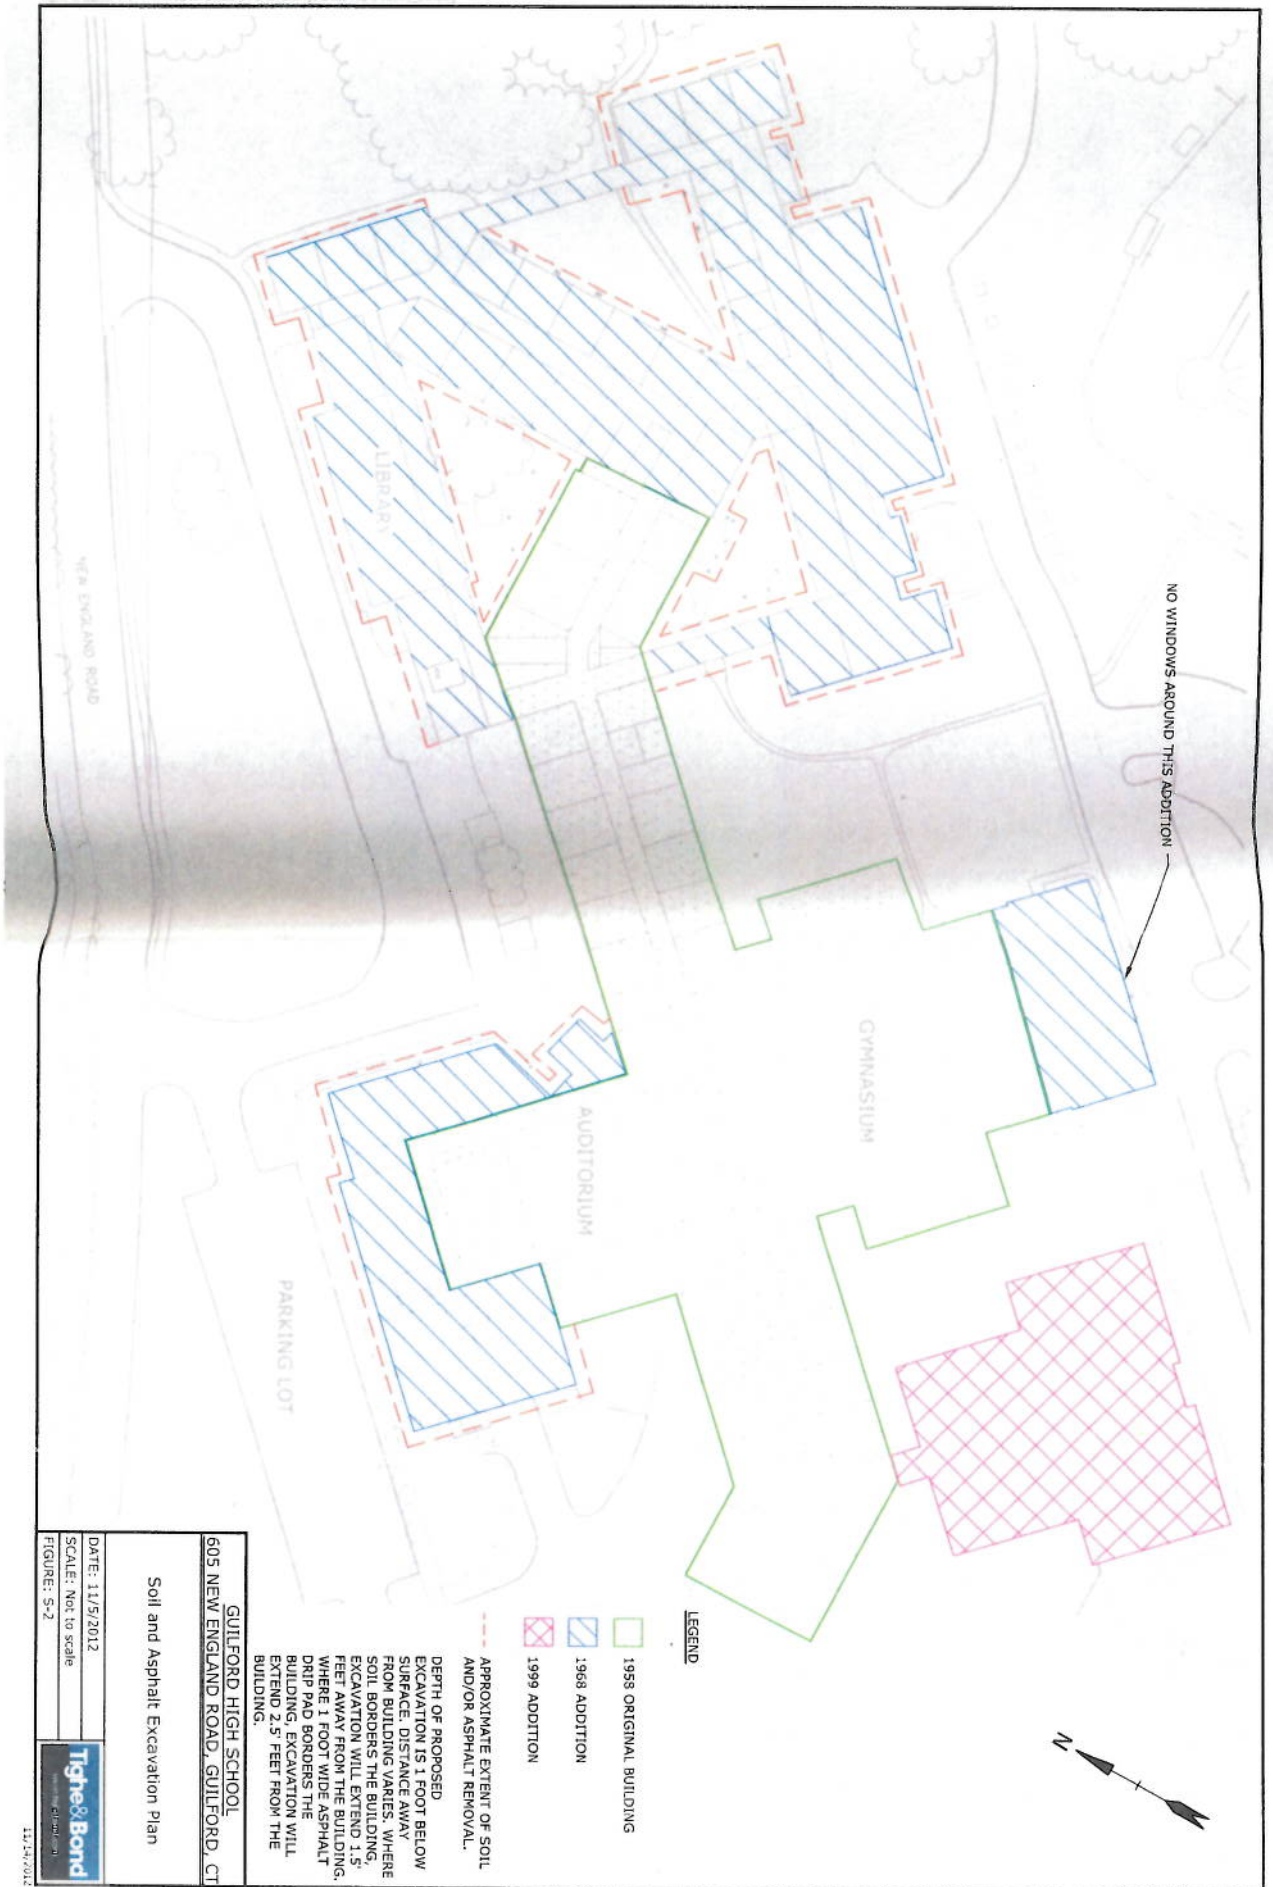 NO WINDOWS AROUND THIS ADDITION
LIBRARY
NEW ENGLAND ROAD
GYMNASIUM
AUDITORIUM
PARKING LOT
N
LEGEND
1958 ORIGINAL BUILDING
1968 ADDITION
1999 ADDITION
APPROXIMATE EXTENT OF SOIL
AND/OR ASPHALT REMOVAL.
DEPTH OF PROPOSED
EXCAVATION IS 1 FOOT BELOW
SURFACE. DISTANCE AWAY
FROM BUILDING VARIES. WHERE
SOIL BORDERS THE BUILDING,
EXCAVATION WILL EXTEND 1.5'
FEET AWAY FROM THE BUILDING.
WHERE 1 FOOT WIDE ASPHALT
DRIP PAD BORDERS THE
BUILDING, EXCAVATION WILL
EXTEND 2.5' FEET FROM THE
BUILDING.
GUILFORD HIGH SCHOOL
605 NEW ENGLAND ROAD, GUILFORD, CT
Soil and Asphalt Excavation Plan
DATE: 11/5/2012
SCALE: Not to scale
FIGURE: S-2
Tighe&Bond
11/14/2012